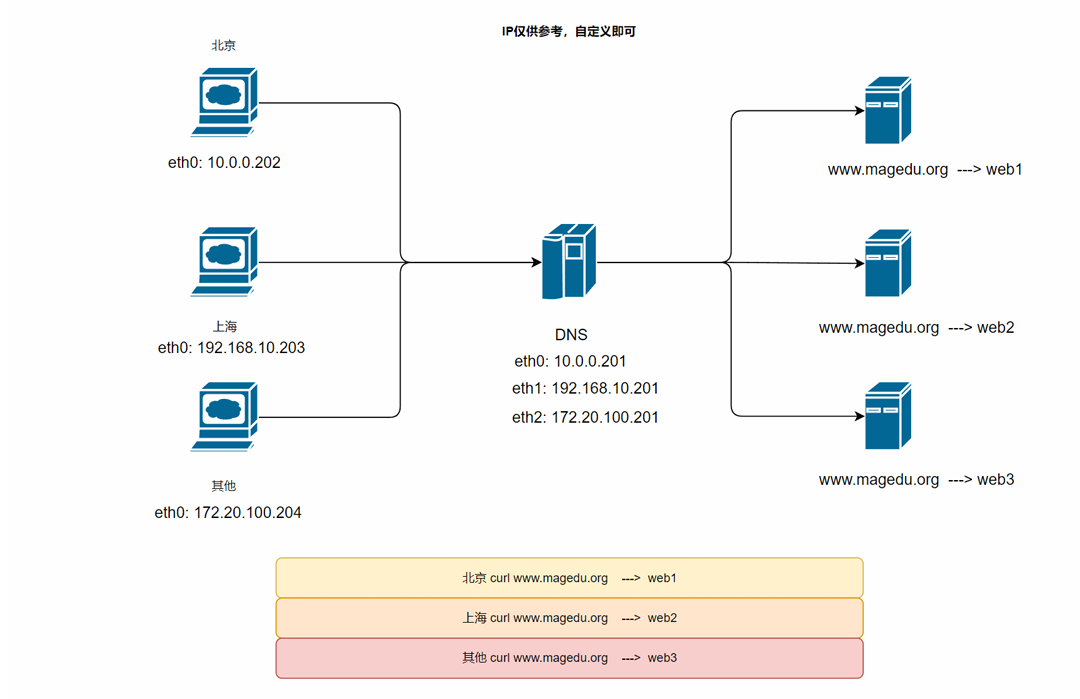 IP仅供参考，自定义即可
北京
eth0: 10.0.0.202
上海
eth0: 192.168.10.203
其他
eth0: 172.20.100.204
DNS
eth0: 10.0.0.201
eth1: 192.168.10.201
eth2: 172.20.100.201
www.magedu.org ---> web1
www.magedu.org ---> web2
www.magedu.org ---> web3
北京 curl www.magedu.org ---> web1
上海 curl www.magedu.org ---> web2
其他 curl www.magedu.org ---> web3